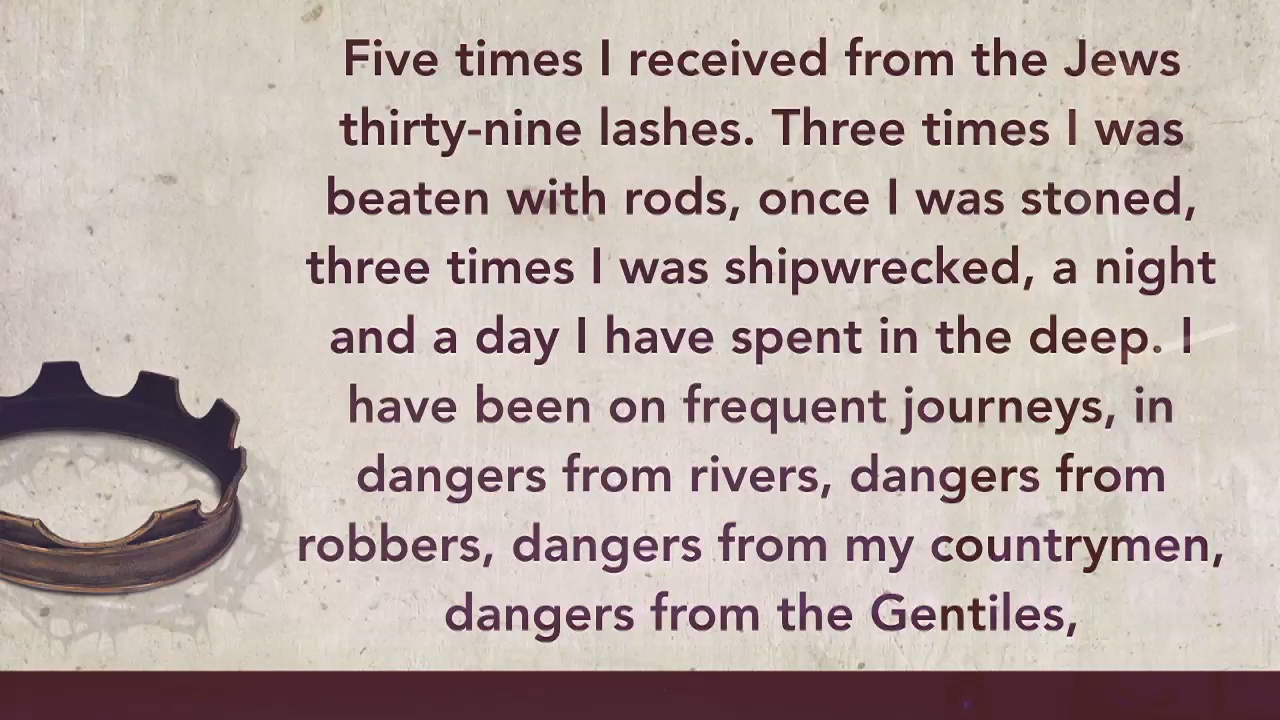 Five times I received from the Jews
thirty-nine lashes. Three times I was
beaten with rods, once I was stoned,
three times I was shipwrecked, a night
and a day I have spent in the deep. I
have been on frequent journeys, in
dangers from rivers, dangers from
robbers, dangers from my countrymen,
dangers from the Gentiles,